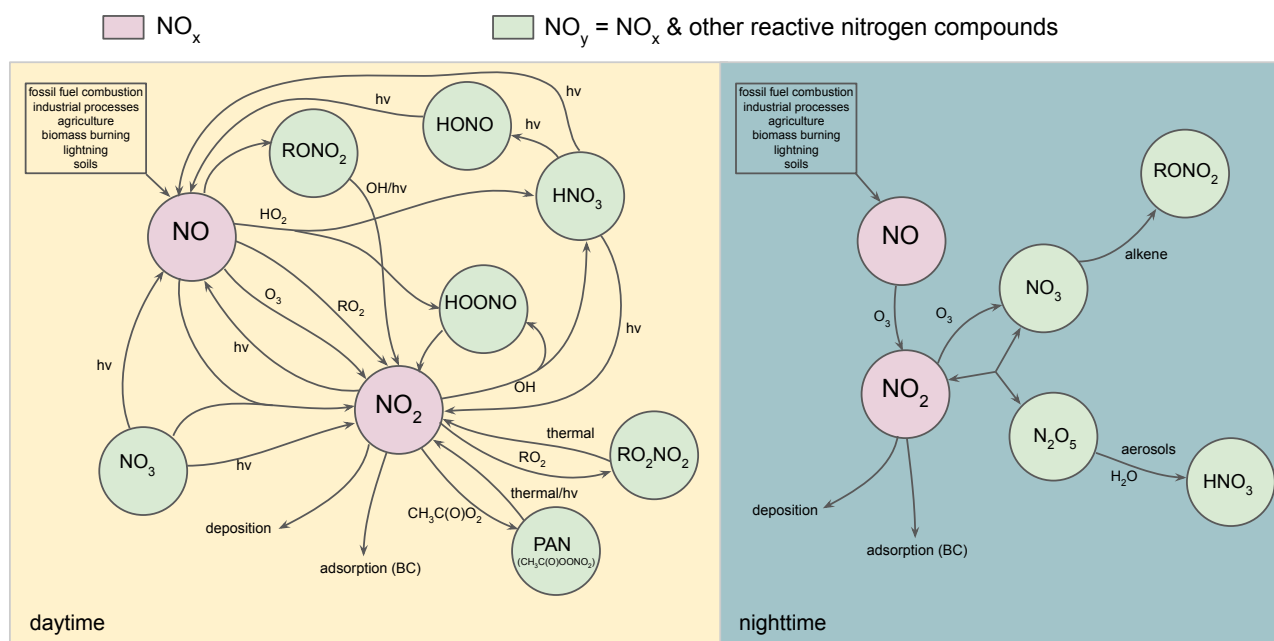 NOₓ
NOᵧ = NOₓ & other reactive nitrogen compounds
fossil fuel combustion
industrial processes
agriculture
biomass burning
lightning
soils
hv
hv
HONO
hv
RONO₂
OH/hv
HNO₃
NO
HO₂
O₃
RO₂
HOONO
hv
hv
hv
OH
NO₂
NO₃
hv
thermal
RO₂
RO₂NO₂
thermal/hv
CH₃C(O)O₂
deposition
adsorption (BC)
PAN
(CH₃C(O)OONO₂)
daytime
fossil fuel combustion
industrial processes
agriculture
biomass burning
lightning
soils
RONO₂
NO
alkene
NO₃
O₃
O₃
NO₂
N₂O₅
aerosols
H₂O
HNO₃
deposition
adsorption (BC)
nighttime